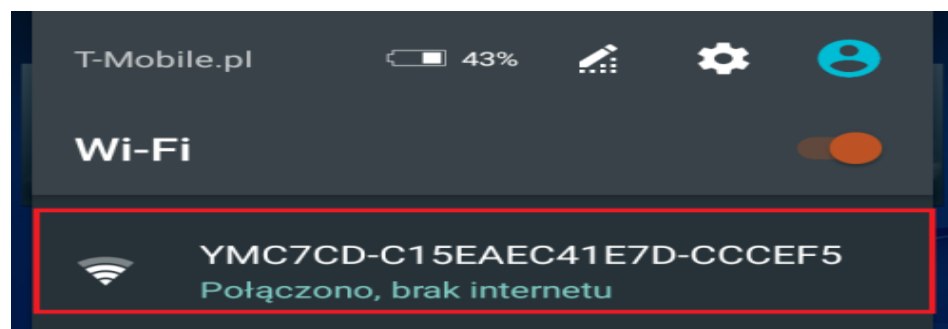 T-Mobile.pl 43%
Wi-Fi
YMC7CD-C15EAEC41E7D-CCCEF5
Połączono, brak internetu